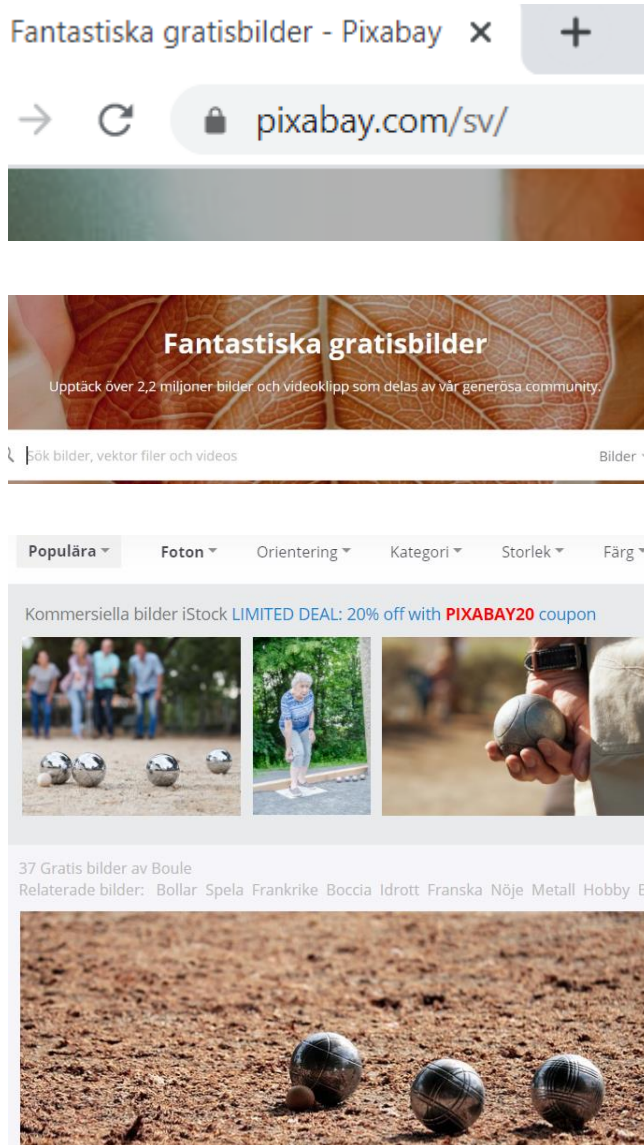 Fantastiska gratisbilder - Pixabay
pixabay.com/sv/
Fantastiska gratisbilder
Upptäck över 2,2 miljoner bilder och videoklipp som delas av vår generösa community.
Sök bilder, vektor filer och videos Bilder
Populära Foton Orientering Kategori Storlek Färg
Kommersiella bilder iStock LIMITED DEAL: 20% off with PIXABAY20 coupon
37 Gratis bilder av Boule
Relaterade bilder: Bollar Spela Frankrike Boccia Idrott Franska Nöje Metall Hobby